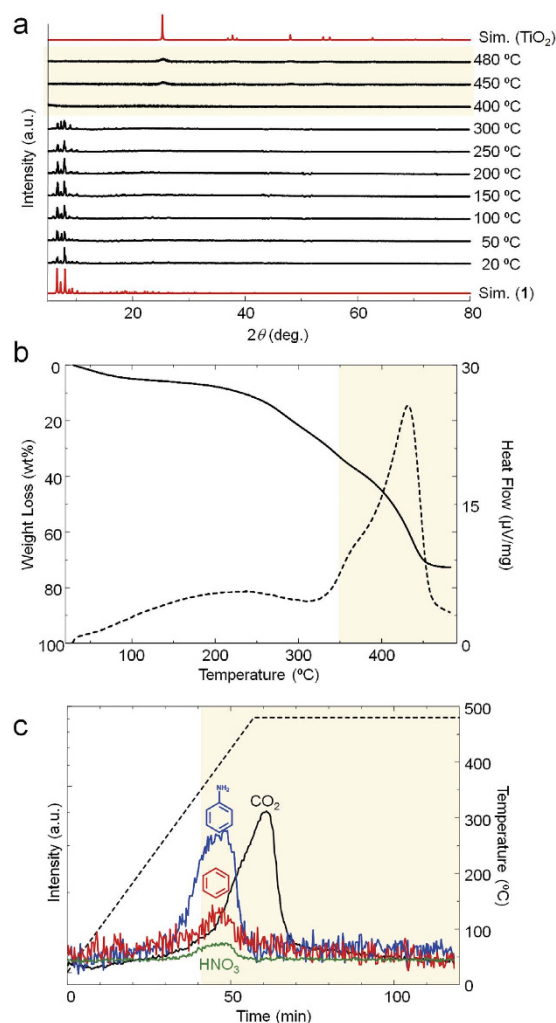 a
Sim. (TiO2)
480 ºC
450 ºC
400 ºC
300 ºC
250 ºC
200 ºC
150 ºC
100 ºC
50 ºC
20 ºC
Sim. (1)
Intensity (a.u.)
20 40 60 80
2θ (deg.)
b
0
20
40
60
80
100
Weight Loss (wt%)
30
15
0
Heat Flow (μV/mg)
100 200 300 400
Temperature (ºC)
c
500
400
300
200
100
0
Temperature (ºC)
Intensity (a.u.)
NH2
CO2
HNO3
0 50 100
Time (min)